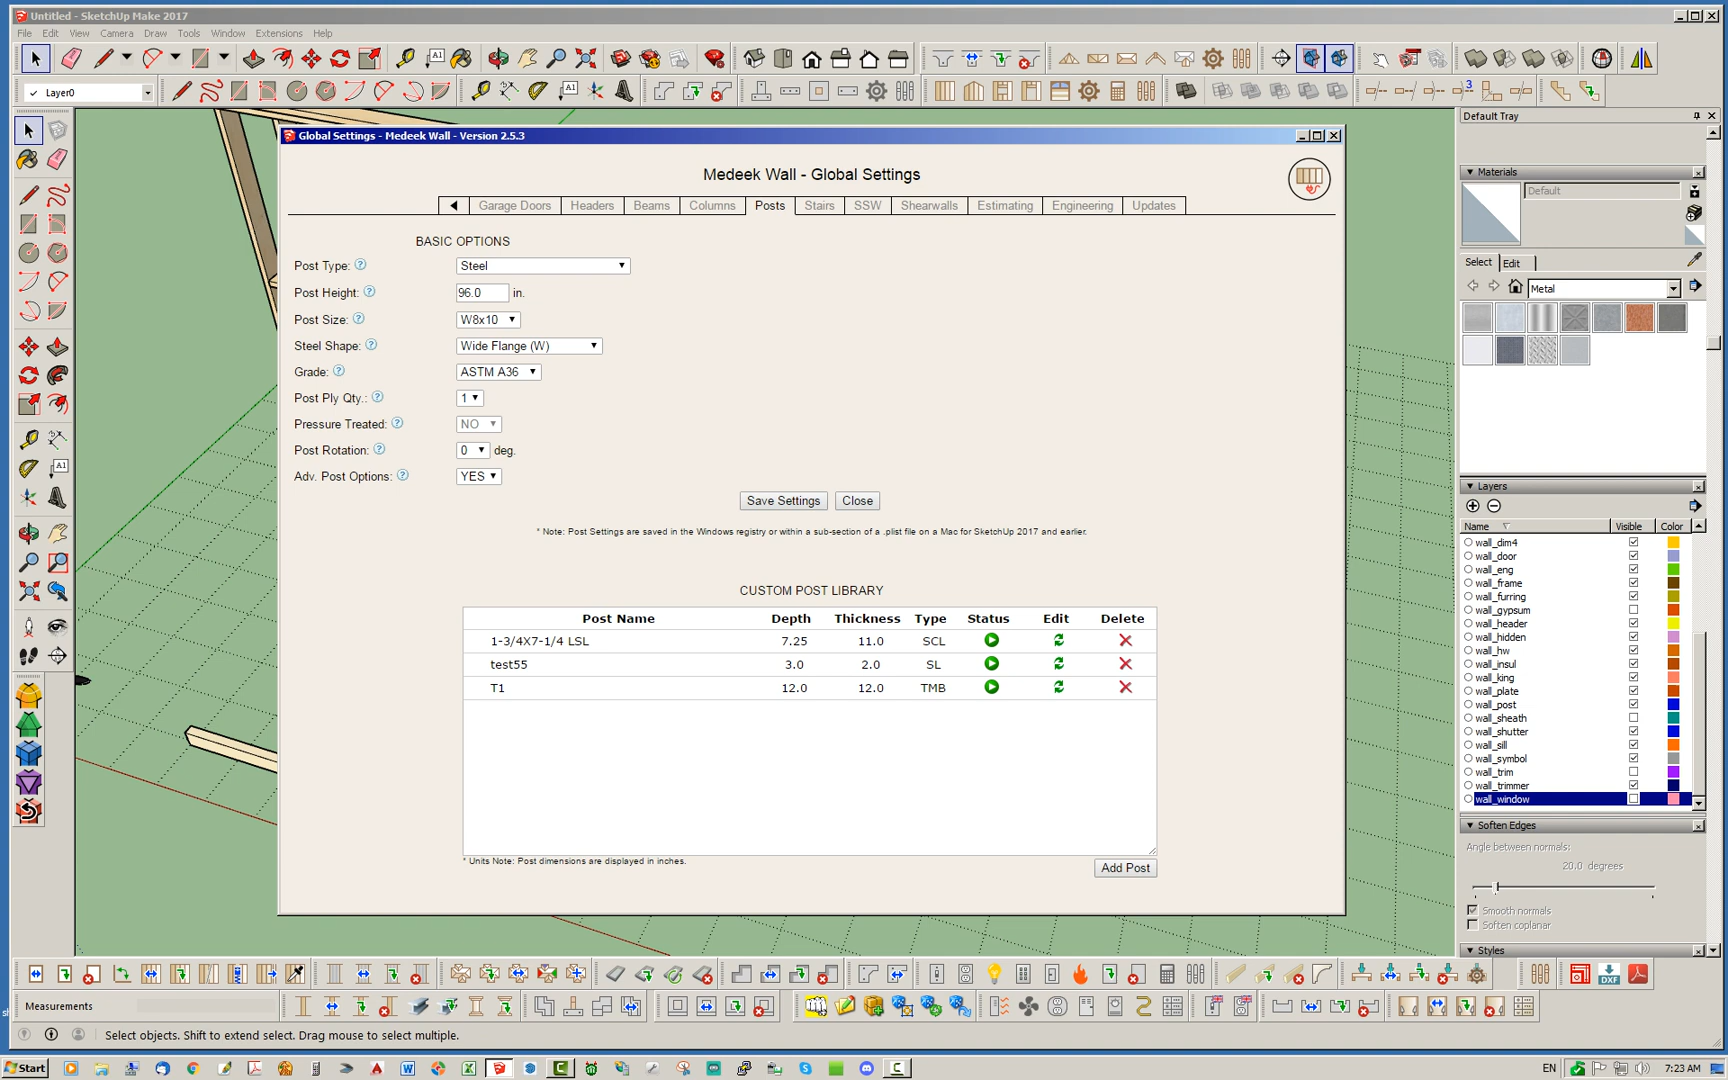 Untitled - SketchUp Make 2017
File Edit View Camera Draw Tools Window Extensions Help
Layer0
Default Tray
Global Settings - Medeek Wall - Version 2.5.3
Medeek Wall - Global Settings
Garage Doors Headers Beams Columns Posts Stairs SSW Shearwalls Estimating Engineering Updates
BASIC OPTIONS
Post Type: Steel
Post Height: 96.0 in.
Post Size: W8x10
Steel Shape: Wide Flange (W)
Grade: ASTM A36
Post Ply Qty.: 1
Pressure Treated: NO
Post Rotation: 0 deg.
Adv. Post Options: YES
Save Settings Close
* Note: Post Settings are saved in the Windows registry or within a sub-section of a .plist file on a Mac for SketchUp 2017 and earlier.
CUSTOM POST LIBRARY
Post Name Depth Thickness Type Status Edit Delete
1-3/4X7-1/4 LSL 7.25 11.0 SCL
test55 3.0 2.0 SL
T1 12.0 12.0 TMB
* Units Note: Post dimensions are displayed in inches.
Add Post
Materials
Default
Select Edit
Metal
Layers
Name Visible Color
wall_dim4
wall_door
wall_eng
wall_frame
wall_furring
wall_gypsum
wall_header
wall_hidden
wall_hw
wall_insul
wall_king
wall_plate
wall_post
wall_sheath
wall_shutter
wall_sill
wall_symbol
wall_trim
wall_trimmer
wall_window
Soften Edges
Angle between normals:
20.0 degrees
Smooth normals
Soften coplanar
Styles
Measurements
Select objects. Shift to extend select. Drag mouse to select multiple.
Start
EN
7:23 AM